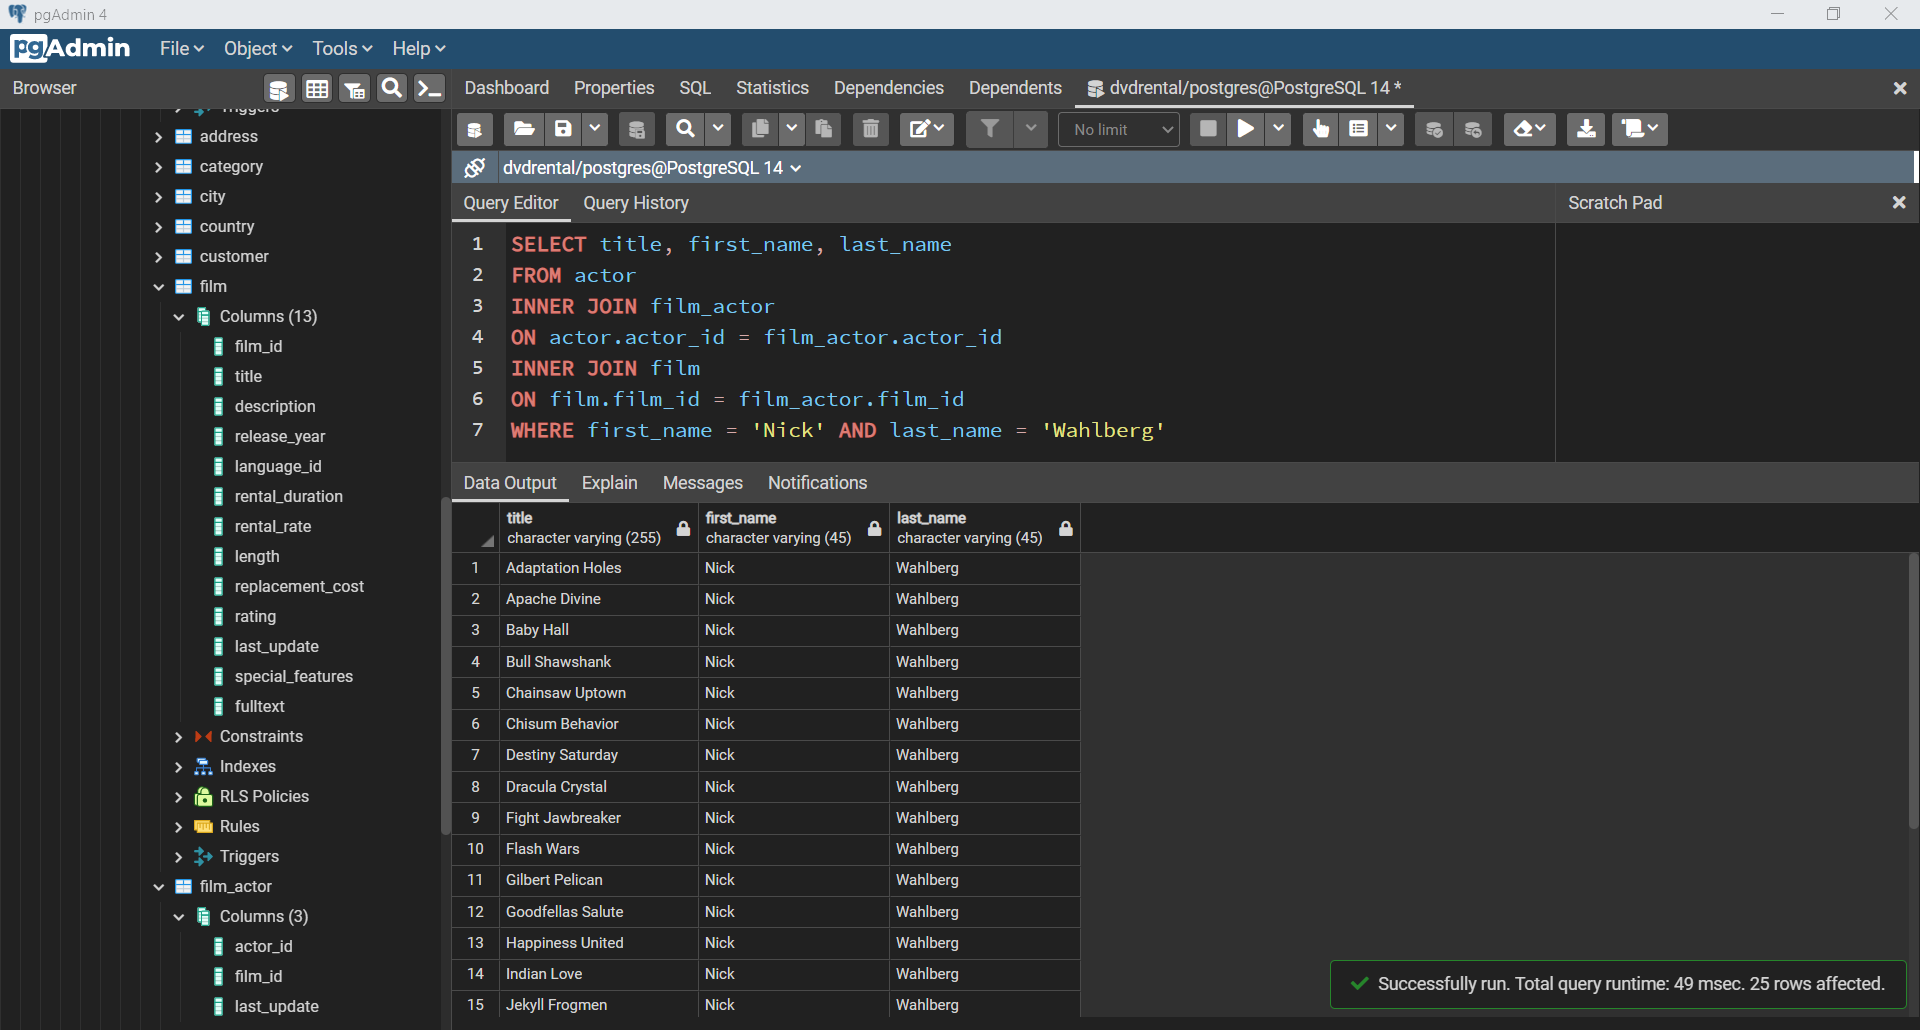 pgAdmin 4
pgAdmin File Object Tools Help
Browser
Dashboard Properties SQL Statistics Dependencies Dependents dvdrental/postgres@PostgreSQL 14 *
No limit
dvdrental/postgres@PostgreSQL 14
Triggers
address
category
city
country
customer
film
Columns (13)
film_id
title
description
release_year
language_id
rental_duration
rental_rate
length
replacement_cost
rating
last_update
special_features
fulltext
Constraints
Indexes
RLS Policies
Rules
Triggers
film_actor
Columns (3)
actor_id
film_id
last_update
Query Editor Query History
Scratch Pad
1 SELECT title, first_name, last_name
2 FROM actor
3 INNER JOIN film_actor
4 ON actor.actor_id = film_actor.actor_id
5 INNER JOIN film
6 ON film.film_id = film_actor.film_id
7 WHERE first_name = 'Nick' AND last_name = 'Wahlberg'
Data Output Explain Messages Notifications
title first_name last_name
character varying (255) character varying (45) character varying (45)
1 Adaptation Holes Nick Wahlberg
2 Apache Divine Nick Wahlberg
3 Baby Hall Nick Wahlberg
4 Bull Shawshank Nick Wahlberg
5 Chainsaw Uptown Nick Wahlberg
6 Chisum Behavior Nick Wahlberg
7 Destiny Saturday Nick Wahlberg
8 Dracula Crystal Nick Wahlberg
9 Fight Jawbreaker Nick Wahlberg
10 Flash Wars Nick Wahlberg
11 Gilbert Pelican Nick Wahlberg
12 Goodfellas Salute Nick Wahlberg
13 Happiness United Nick Wahlberg
14 Indian Love Nick Wahlberg
15 Jekyll Frogmen Nick Wahlberg
Successfully run. Total query runtime: 49 msec. 25 rows affected.